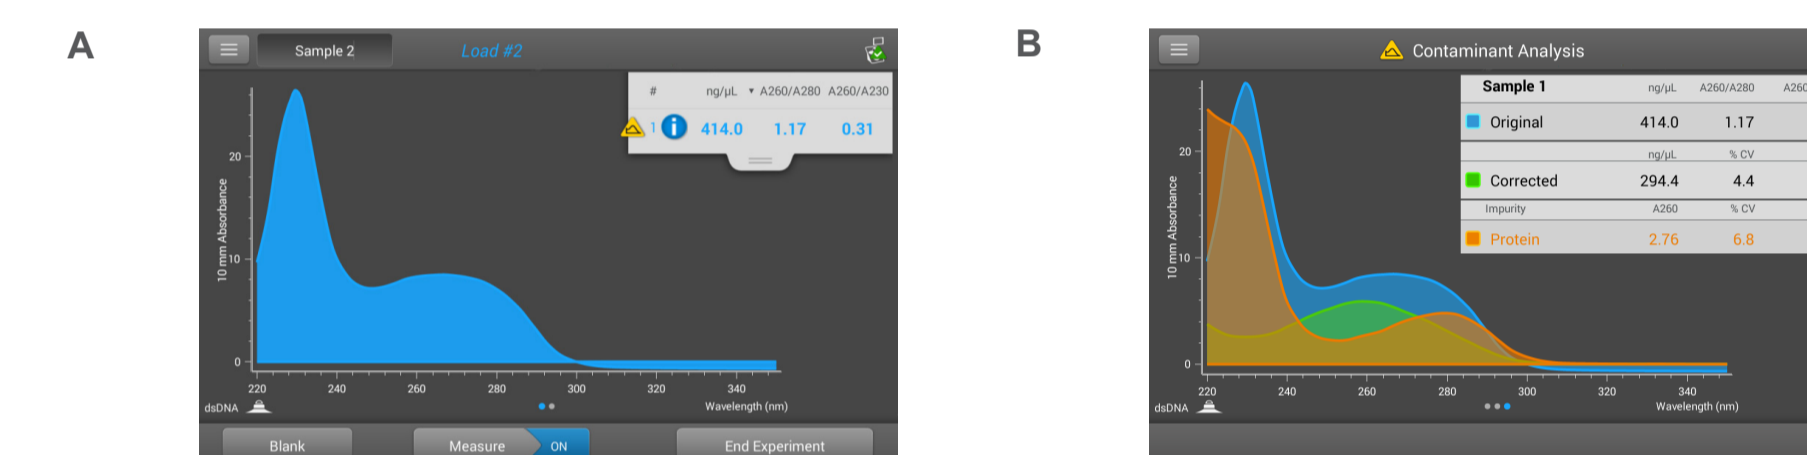 A
Sample 2
Load #2
# ng/µL ▾ A260/A280 A260/A230
1 i 414.0 1.17 0.31
20
10
0
10 mm Absorbance
220 240 260 280 300 320 340
dsDNA
Wavelength (nm)
Blank
Measure
ON
End Experiment
B
Contaminant Analysis
Sample 1 ng/µL A260/A280 A260
Original 414.0 1.17
ng/µL % CV
Corrected 294.4 4.4
Impurity A260 % CV
Protein 2.76 6.8
20
10
0
10 mm Absorbance
220 240 260 280 300 320 340
dsDNA
Wavelength (nm)